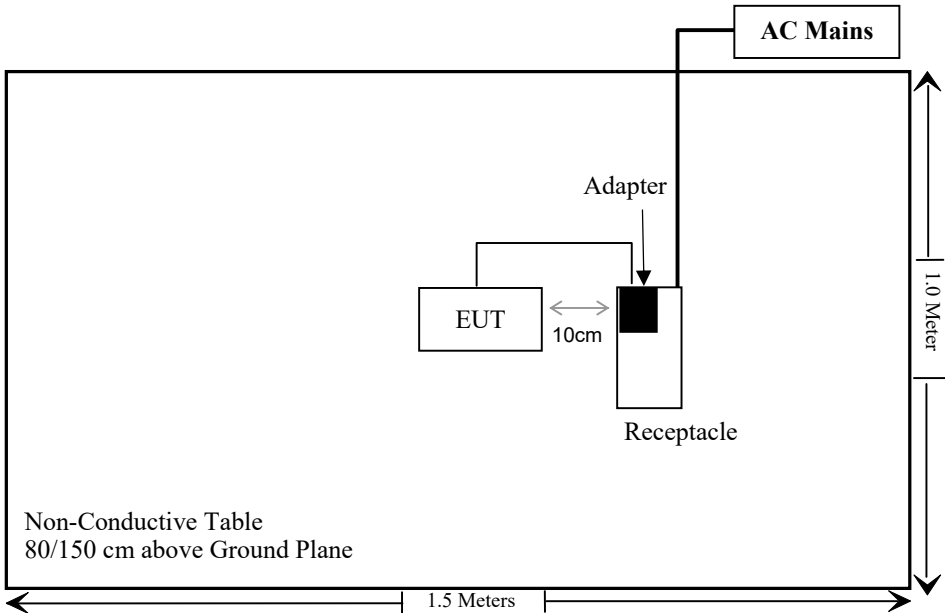 AC Mains
Adapter
EUT
10cm
1.0 Meter
Receptacle
Non-Conductive Table
80/150 cm above Ground Plane
1.5 Meters